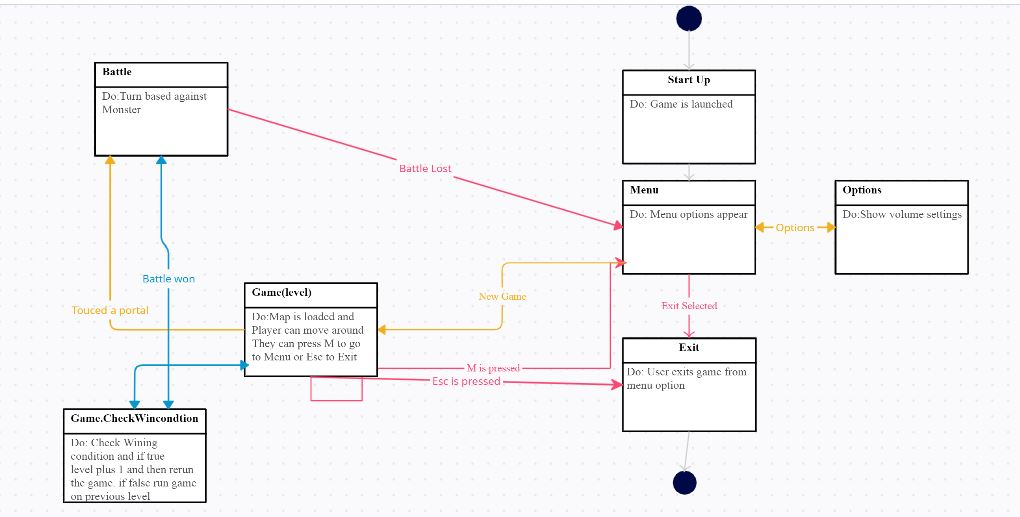 Battle
Do:Turn based against
Monster
Start Up
Do: Game is launched
Battle Lost
Menu
Do: Menu options appear
Options
Options
Do:Show volume settings
Battle won
Touced a portal
New Game
Exit Selected
Game(level)
Do:Map is loaded and
Player can move around
They can press M to go
to Menu or Esc to Exit
M is pressed
Esc is pressed
Exit
Do: User exits game from
menu option
Game.CheckWincondtion
Do: Check Wining
condition and if true
level plus 1 and then rerun
the game. if false run game
on previous level